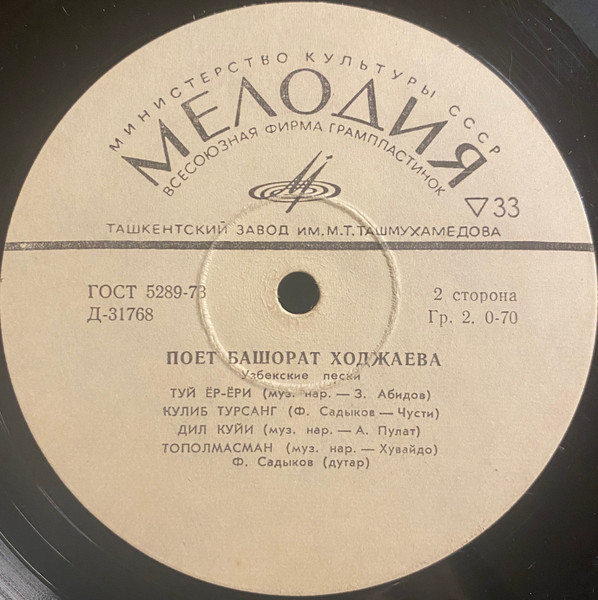 МИНИСТЕРСТВО КУЛЬТУРЫ СССР
МЕЛОДИЯ
ВСЕСОЮЗНАЯ ФИРМА ГРАМПЛАСТИНОК
▽33
ТАШКЕНТСКИЙ ЗАВОД ИМ. М.Т. ТАШМУХАМЕДОВА
ГОСТ 5289-73
Д-31768
2 сторона
Гр. 2. 0-70
ПОЕТ БАШОРАТ ХОДЖАЕВА
Узбекские песни
ТУЙ ЁР-ЁРИ (муз. нар. — З. Абидов)
КУЛИБ ТУРСАНГ (Ф. Садыков — Чусти)
ДИЛ КУЙИ (муз. нар. — А. Пулат)
ТОПОЛМАСМАН (муз. нар. — Хувайдо)
Ф. Садыков (дутар)